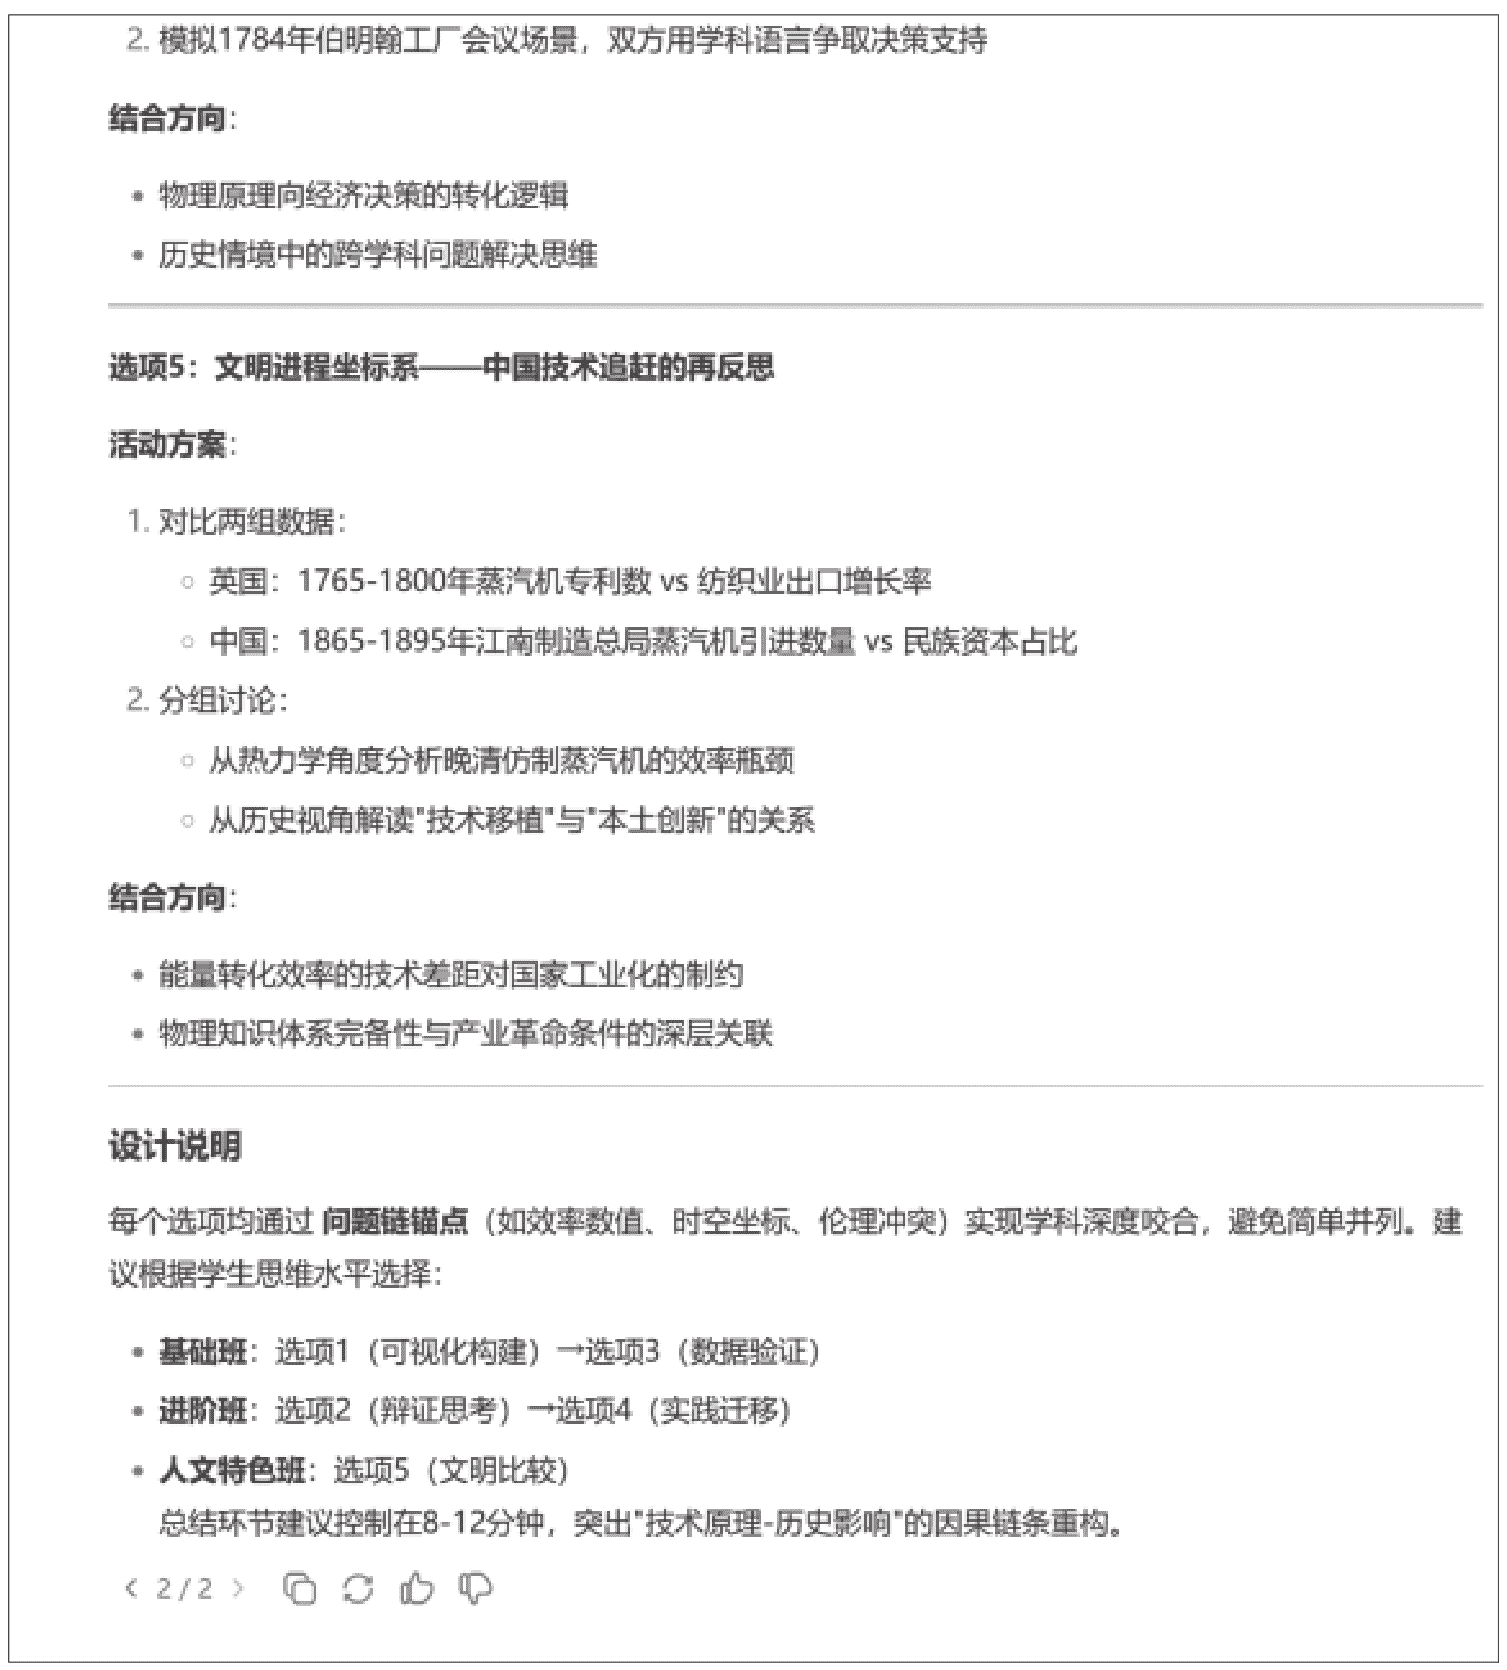 2. 模拟1784年伯明翰工厂会议场景，双方用学科语言争取决策支持
结合方向：
• 物理原理向经济决策的转化逻辑
• 历史情境中的跨学科问题解决思维
选项5：文明进程坐标系——中国技术追赶的再反思
活动方案：
1. 对比两组数据：
○ 英国：1765-1800年蒸汽机专利数 vs 纺织业出口增长率
○ 中国：1865-1895年江南制造总局蒸汽机引进数量 vs 民族资本占比
2. 分组讨论：
○ 从热力学角度分析晚清仿制蒸汽机的效率瓶颈
○ 从历史视角解读"技术移植"与"本土创新"的关系
结合方向：
• 能量转化效率的技术差距对国家工业化的制约
• 物理知识体系完备性与产业革命条件的深层关联
设计说明
每个选项均通过 问题链锚点（如效率数值、时空坐标、伦理冲突）实现学科深度咬合，避免简单并列。建
议根据学生思维水平选择：
• 基础班：选项1（可视化构建）→选项3（数据验证）
• 进阶班：选项2（辩证思考）→选项4（实践迁移）
• 人文特色班：选项5（文明比较）
总结环节建议控制在8-12分钟，突出"技术原理-历史影响"的因果链条重构。
< 2 / 2 >